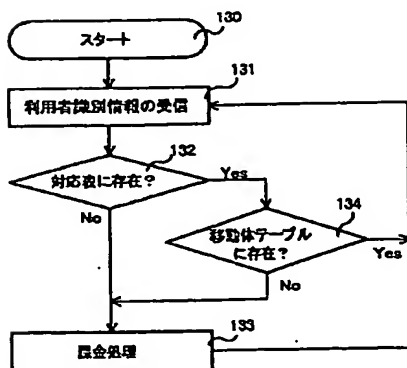 スタート
130
利用者識別情報の受信
131
対応表に存在?
132
Yes
No
移動体テーブル
に存在?
134
Yes
No
課金処理
133